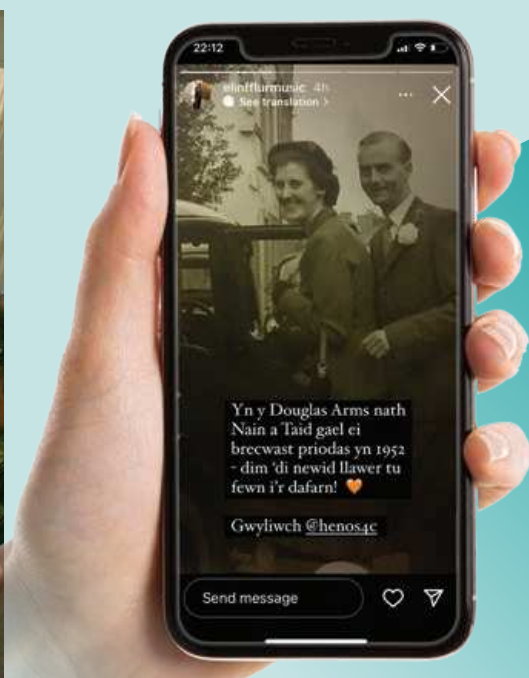 22:12
elinfflurmusic 4h
See translation >
Yn y Douglas Arms nath
Nain a Taid gael ei
brecwast priodas yn 1952
- dim 'di newid llawer tu
fewn i'r dafarn! 🧡
Gwyliwch @henos4c
Send message